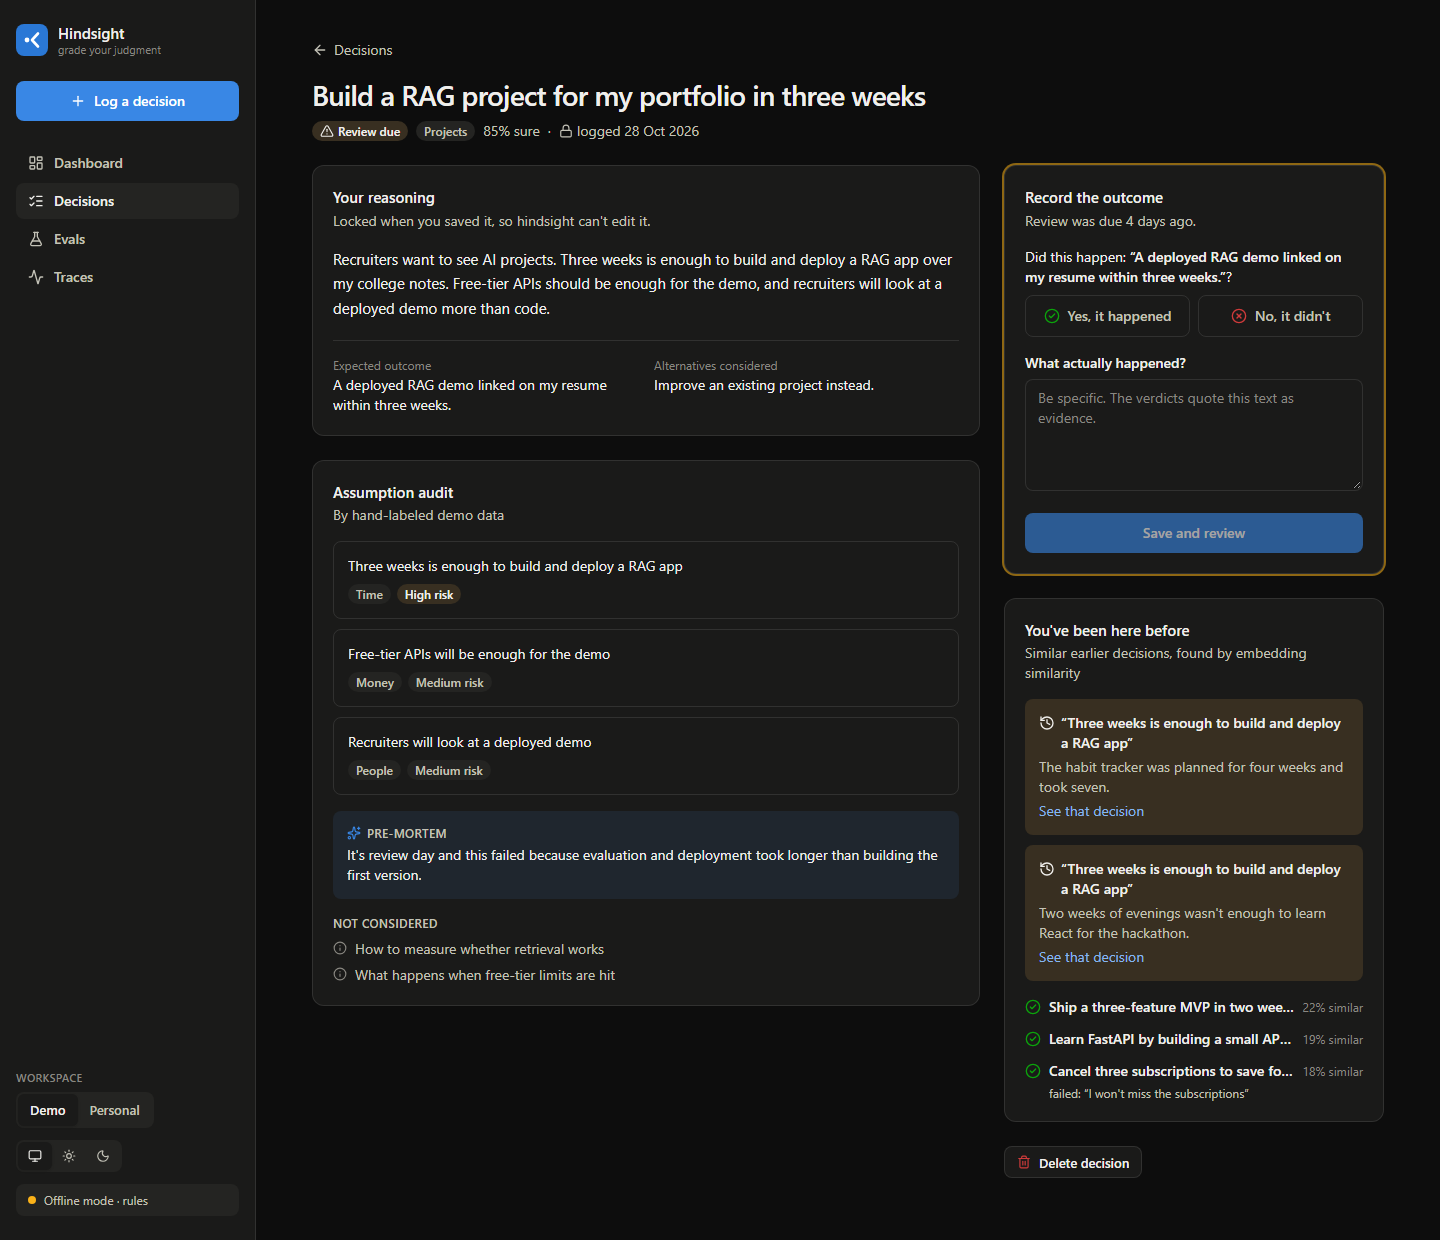 Hindsight
grade your judgment
Log a decision
Dashboard
Decisions
Evals
Traces
WORKSPACE
Demo Personal
Offline mode · rules
Decisions
Build a RAG project for my portfolio in three weeks
Review due Projects 85% sure · logged 28 Oct 2026
Your reasoning
Locked when you saved it, so hindsight can't edit it.
Recruiters want to see AI projects. Three weeks is enough to build and deploy a RAG app over
my college notes. Free-tier APIs should be enough for the demo, and recruiters will look at a
deployed demo more than code.
Expected outcome
A deployed RAG demo linked on my resume
within three weeks.
Alternatives considered
Improve an existing project instead.
Assumption audit
By hand-labeled demo data
Three weeks is enough to build and deploy a RAG app
Time High risk
Free-tier APIs will be enough for the demo
Money Medium risk
Recruiters will look at a deployed demo
People Medium risk
PRE-MORTEM
It's review day and this failed because evaluation and deployment took longer than building the
first version.
NOT CONSIDERED
How to measure whether retrieval works
What happens when free-tier limits are hit
Record the outcome
Review was due 4 days ago.
Did this happen: “A deployed RAG demo linked on
my resume within three weeks.”?
Yes, it happened No, it didn't
What actually happened?
Be specific. The verdicts quote this text as
evidence.
Save and review
You've been here before
Similar earlier decisions, found by embedding
similarity
“Three weeks is enough to build and deploy
a RAG app”
The habit tracker was planned for four weeks and
took seven.
See that decision
“Three weeks is enough to build and deploy
a RAG app”
Two weeks of evenings wasn't enough to learn
React for the hackathon.
See that decision
Ship a three-feature MVP in two wee... 22% similar
Learn FastAPI by building a small AP... 19% similar
Cancel three subscriptions to save fo... 18% similar
failed: “I won't miss the subscriptions”
Delete decision